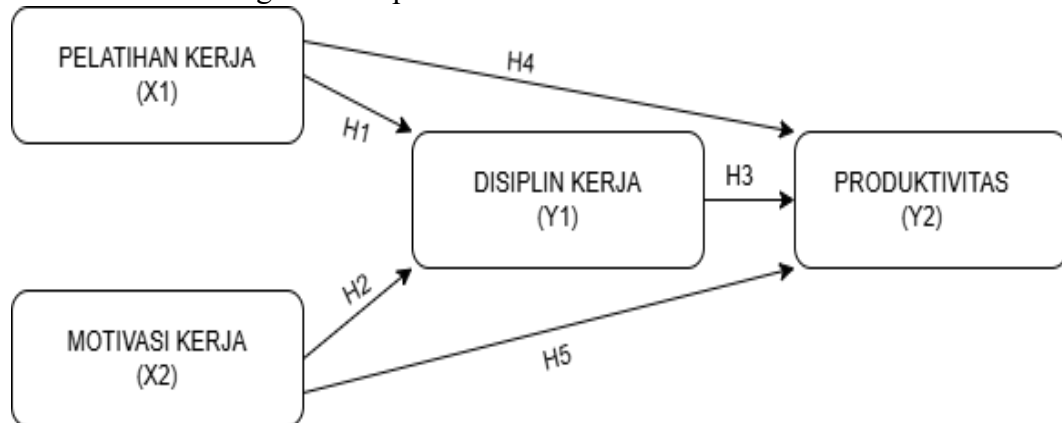 PELATIHAN KERJA
(X1)
H4
H1
DISIPLIN KERJA
(Y1)
H3
PRODUKTIVITAS
(Y2)
H2
MOTIVASI KERJA
(X2)
H5